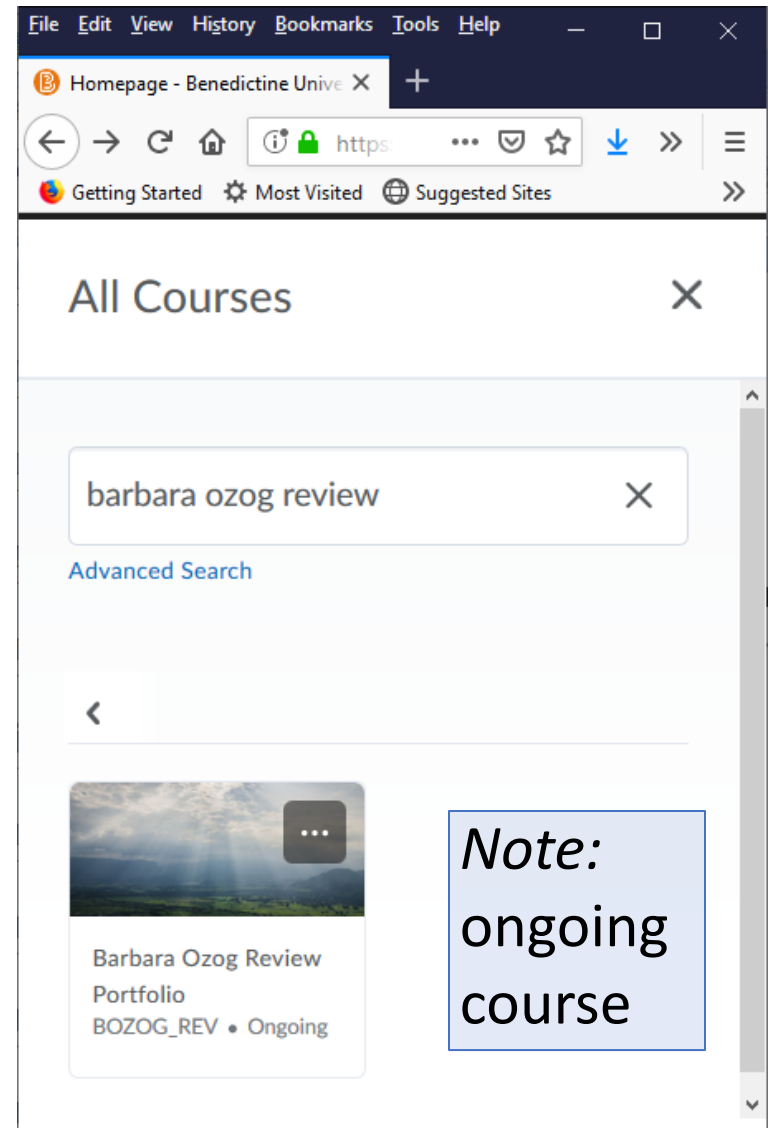 File Edit View History Bookmarks Tools Help
Homepage - Benedictine Unive
https:
Getting Started Most Visited Suggested Sites
All Courses
barbara ozog review
Advanced Search
Barbara Ozog Review
Portfolio
BOZOG_REV • Ongoing
Note:
ongoing
course